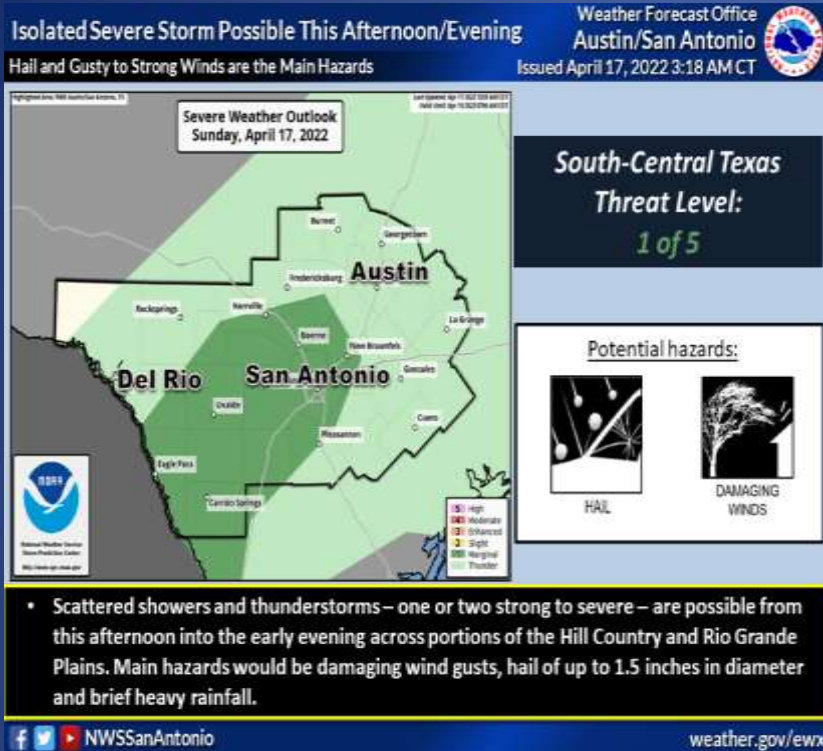 Isolated Severe Storm Possible This Afternoon/Evening
Hail and Gusty to Strong Winds are the Main Hazards
Weather Forecast Office
Austin/San Antonio
Issued April 17, 2022 3:18 AM CT
Severe Weather Outlook
Sunday, April 17, 2022
Burnet
Georgetown
Austin
Fredericksburg
Rocksprings
Kerrville
La Grange
Boerne
New Braunfels
Del Rio
San Antonio
Gonzales
Uvalde
Cuero
Pleasanton
Eagle Pass
Carrizo Springs
NOAA
National Weather Service
Storm Prediction Center
5 High
4 Moderate
3 Enhanced
2 Slight
1 Marginal
Thunder
South-Central Texas
Threat Level:
1 of 5
Potential hazards:
HAIL
DAMAGING
WINDS
• Scattered showers and thunderstorms – one or two strong to severe – are possible from
this afternoon into the early evening across portions of the Hill Country and Rio Grande
Plains. Main hazards would be damaging wind gusts, hail of up to 1.5 inches in diameter
and brief heavy rainfall.
NWSSanAntonio
weather.gov/ewx